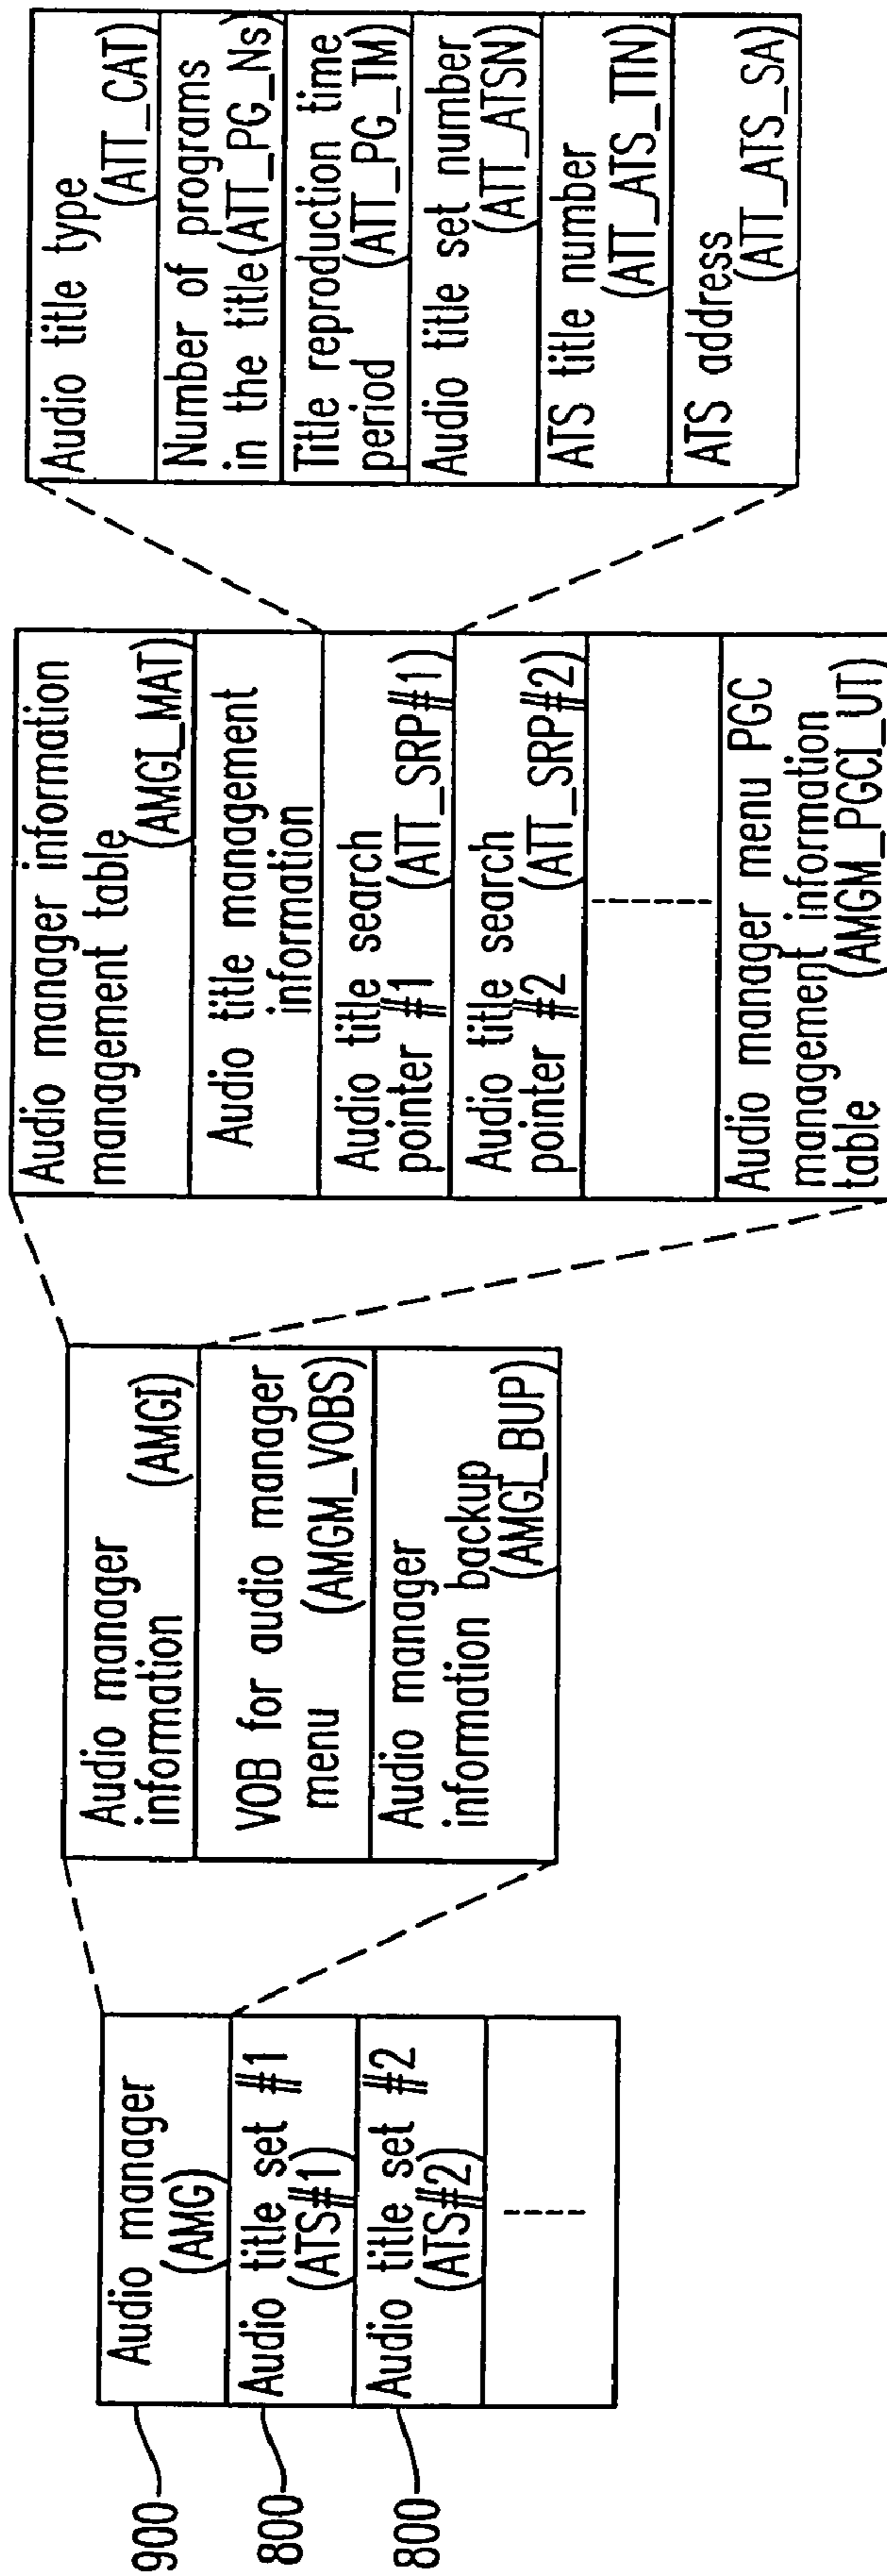 900
800
800
Audio manager
(AMG)
Audio title set #1
(ATS#1)
Audio title set #2
(ATS#2)
Audio manager
information (AMGI)
VOB for audio manager
menu (AMGM_VOBS)
Audio manager
information backup
(AMGI_BUP)
Audio manager information
management table
(AMGI_MAT)
Audio title management
information
Audio title search
pointer #1 (ATT_SRP#1)
Audio title search
pointer #2 (ATT_SRP#2)
Audio manager menu PGC
management information
table (AMGM_PGCI_UT)
Audio title type
(ATT_CAT)
Number of programs
in the title (ATT_PG_Ns)
Title reproduction time
period (ATT_PG_TM)
Audio title set number
(ATT_ATSN)
ATS title number
(ATT_ATS_TTN)
ATS address
(ATT_ATS_SA)